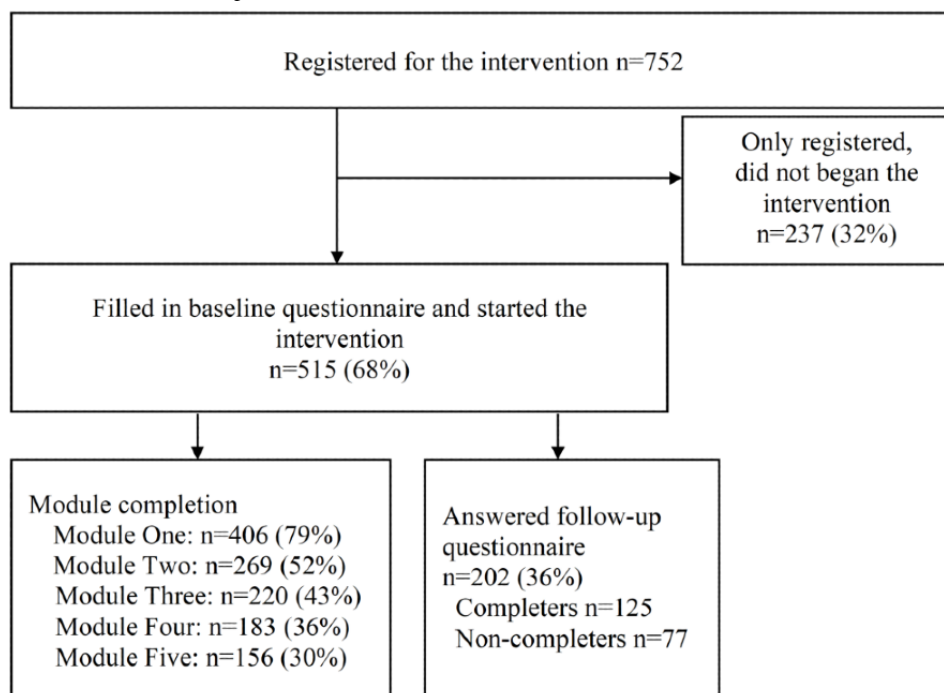 Registered for the intervention n=752
Only registered,
did not began the
intervention
n=237 (32%)
Filled in baseline questionnaire and started the
intervention
n=515 (68%)
Module completion
Module One: n=406 (79%)
Module Two: n=269 (52%)
Module Three: n=220 (43%)
Module Four: n=183 (36%)
Module Five: n=156 (30%)
Answered follow-up
questionnaire
n=202 (36%)
Completers n=125
Non-completers n=77